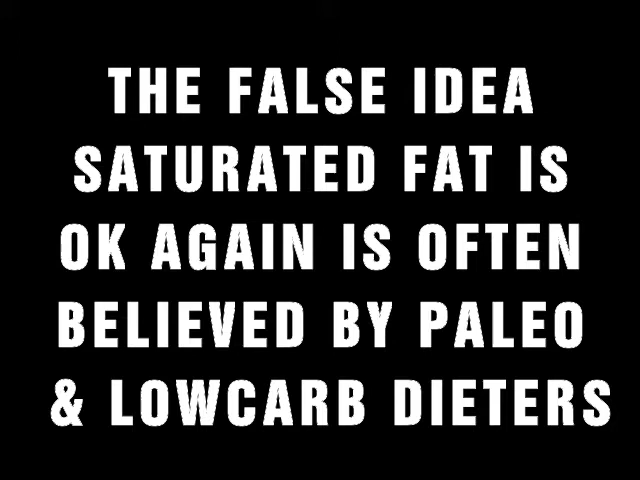 THE FALSE IDEA
SATURATED FAT IS
OK AGAIN IS OFTEN
BELIEVED BY PALEO
& LOWCARB DIETERS